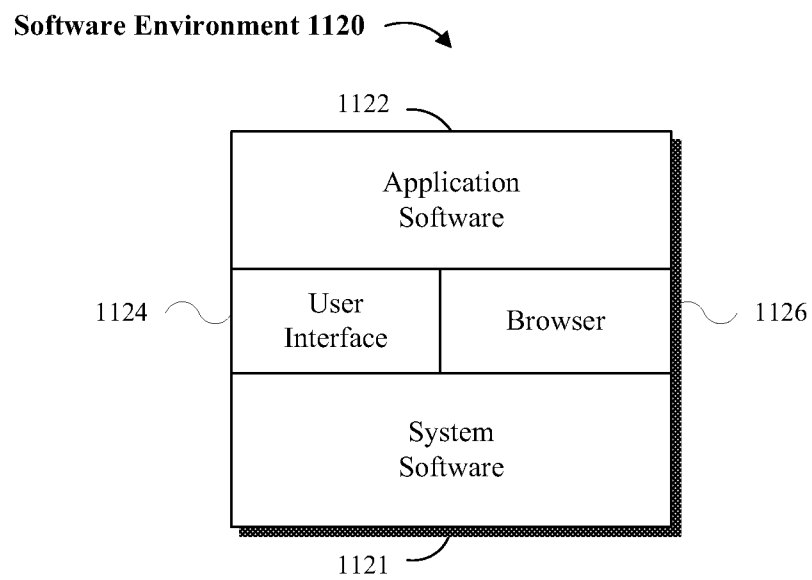 Software Environment 1120
1122
Application
Software
1124
User
Interface
Browser
1126
System
Software
1121